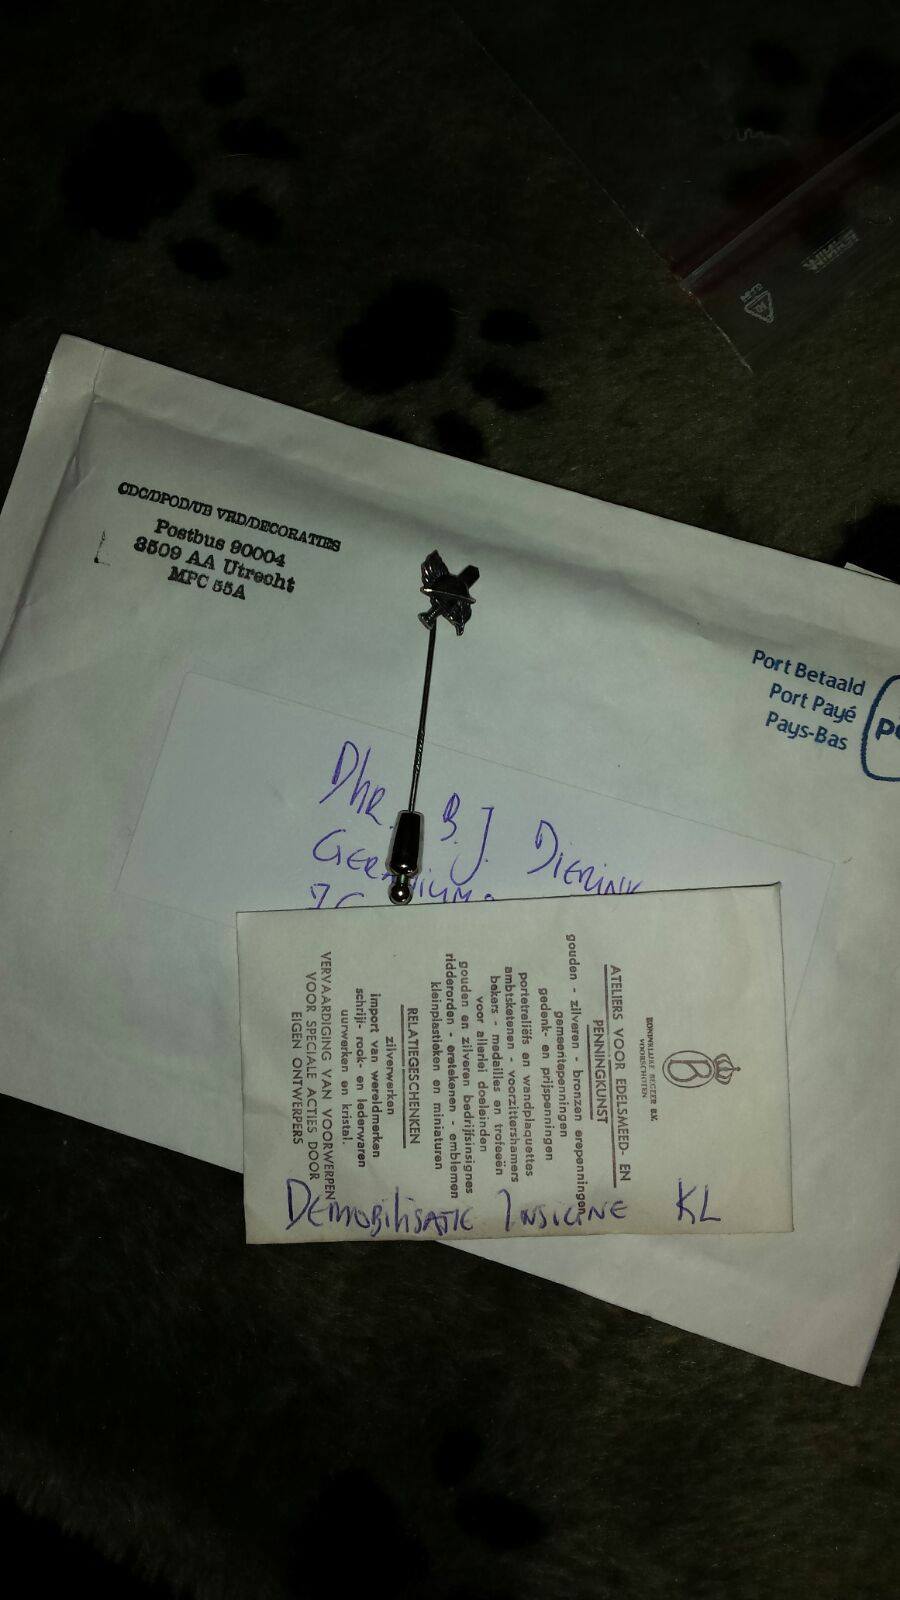 CDC/DPOD/UB VRD/DECORATIES
Postbus 90004
3509 AA Utrecht
MPC 55A
Port Betaald
Port Payé
Pays-Bas
Dhr. B.J. Dierink
KONINKLIJKE BEGEER B.V.
VOORSCHOTEN
B
ATELIERS VOOR EDELSMEED- EN
PENNINGKUNST
gouden - zilveren - bronzen erepenningen
gemeentepenningen
gedenk- en prijspenningen
portretreliëfs en wandplaquettes
ambtsketenen - voorzittershamers
bekers - medailles en trofeeën
voor allerlei doeleinden
gouden en zilveren bedrijfsinsignes
ridderorden - eretekenen - emblemen
kleinplastieken en miniaturen
RELATIEGESCHENKEN
zilverwerken
import van wereldmerken
schrijf- rook- en lederwaren
uurwerken en kristal.
VERVAARDIGING VAN VOORWERPEN
VOOR SPECIALE ACTIES DOOR
EIGEN ONTWERPERS
DEMOBILISATIE INSIGNE KL